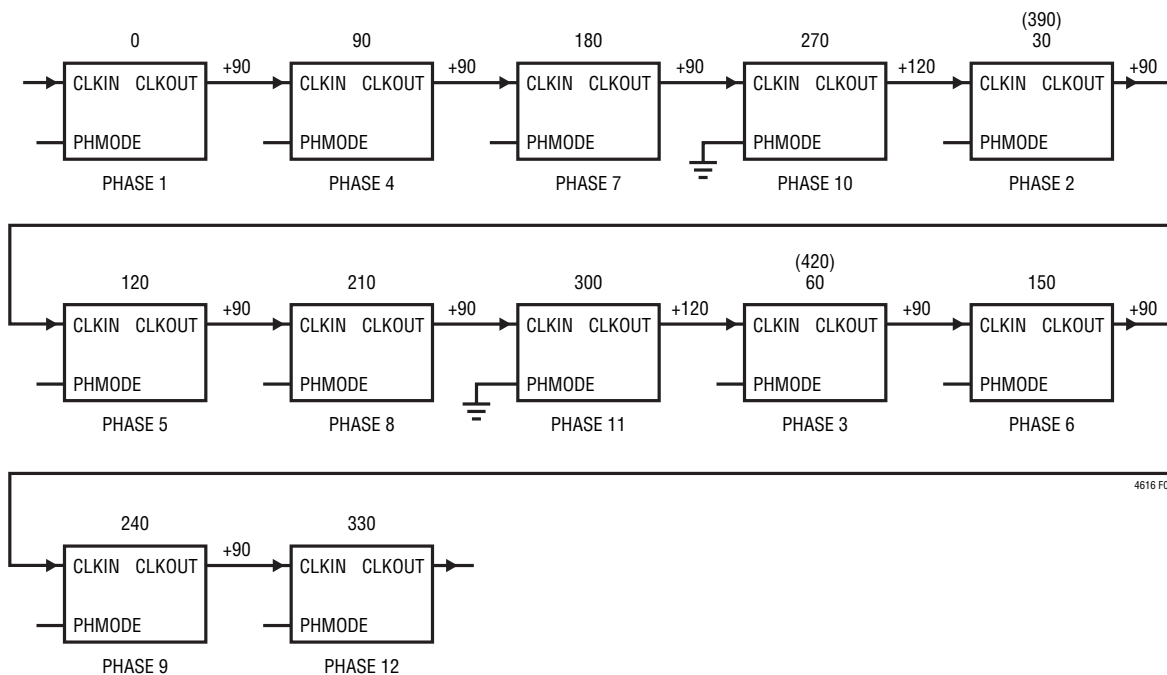 (390)
0 90 180 270 30
+90 +90 +90 +120 +90
CLKIN CLKOUT CLKIN CLKOUT CLKIN CLKOUT CLKIN CLKOUT CLKIN CLKOUT
PHMODE PHMODE PHMODE PHMODE PHMODE
PHASE 1 PHASE 4 PHASE 7 PHASE 10 PHASE 2
(420)
120 210 300 60 150
+90 +90 +120 +90 +90
CLKIN CLKOUT CLKIN CLKOUT CLKIN CLKOUT CLKIN CLKOUT CLKIN CLKOUT
PHMODE PHMODE PHMODE PHMODE PHMODE
PHASE 5 PHASE 8 PHASE 11 PHASE 3 PHASE 6
4616 F0
240 330
+90
CLKIN CLKOUT CLKIN CLKOUT
PHMODE PHMODE
PHASE 9 PHASE 12